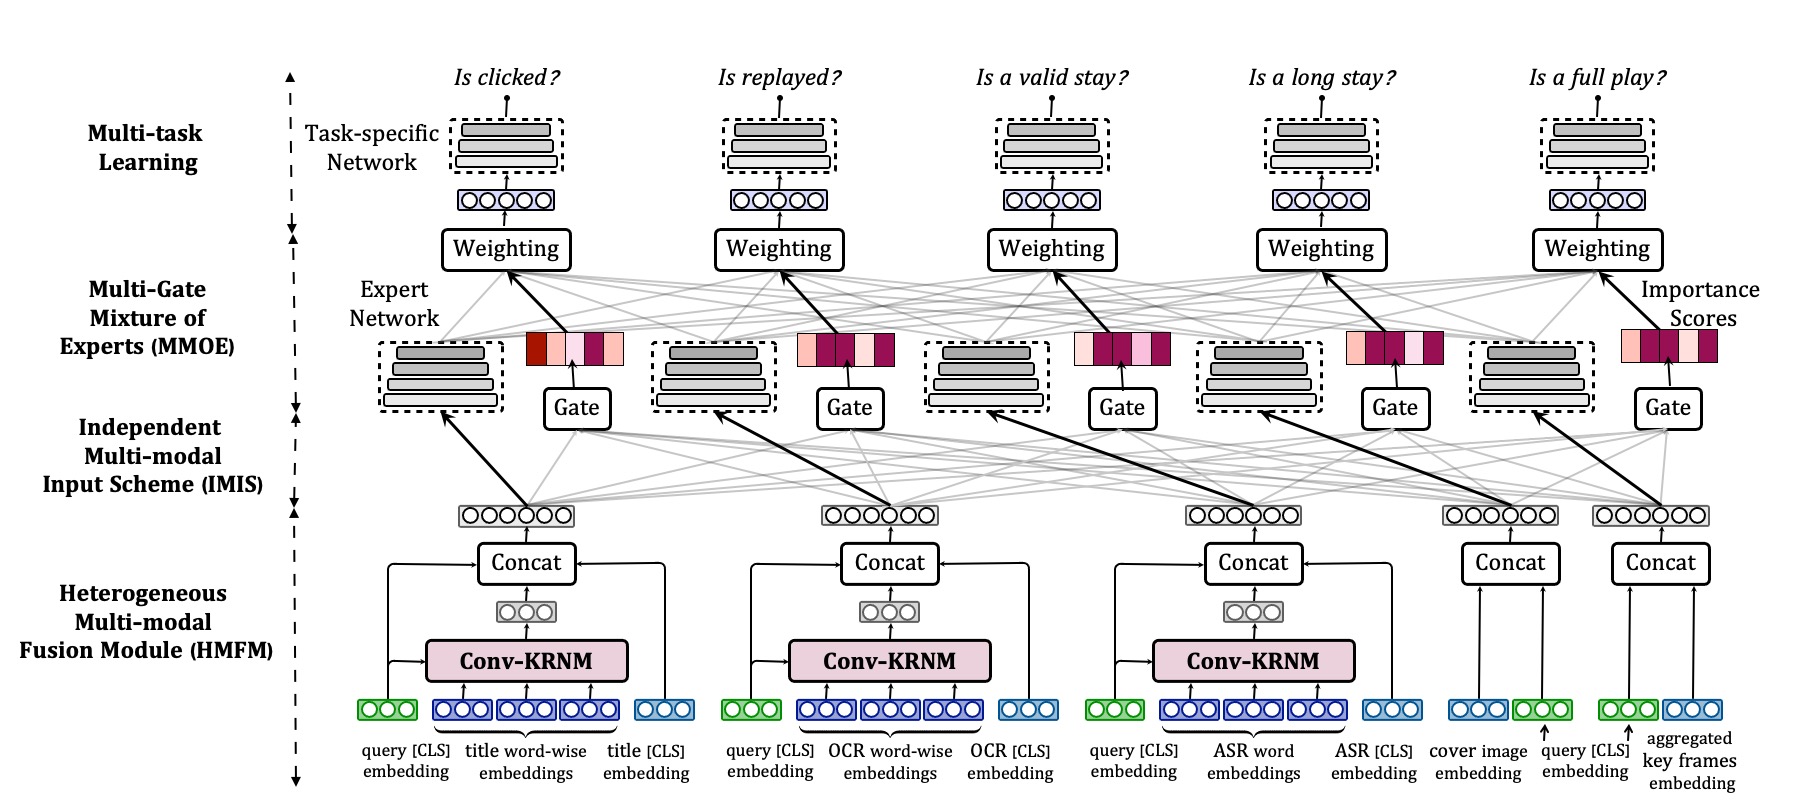 Is clicked?
Is replayed?
Is a valid stay?
Is a long stay?
Is a full play?
Multi-task
Learning
Task-specific
Network
Weighting
Weighting
Weighting
Weighting
Weighting
Multi-Gate
Mixture of
Experts (MMOE)
Expert
Network
Importance
Scores
Gate
Gate
Gate
Gate
Gate
Independent
Multi-modal
Input Scheme (IMIS)
Concat
Concat
Concat
Concat
Concat
Heterogeneous
Multi-modal
Fusion Module (HMFM)
Conv-KRNM
Conv-KRNM
Conv-KRNM
query [CLS]
embedding
title word-wise
embeddings
title [CLS]
embedding
query [CLS]
embedding
OCR word-wise
embeddings
OCR [CLS]
embedding
query [CLS]
embedding
ASR word
embeddings
ASR [CLS]
embedding
cover image
embedding
query [CLS]
embedding
aggregated
key frames
embedding